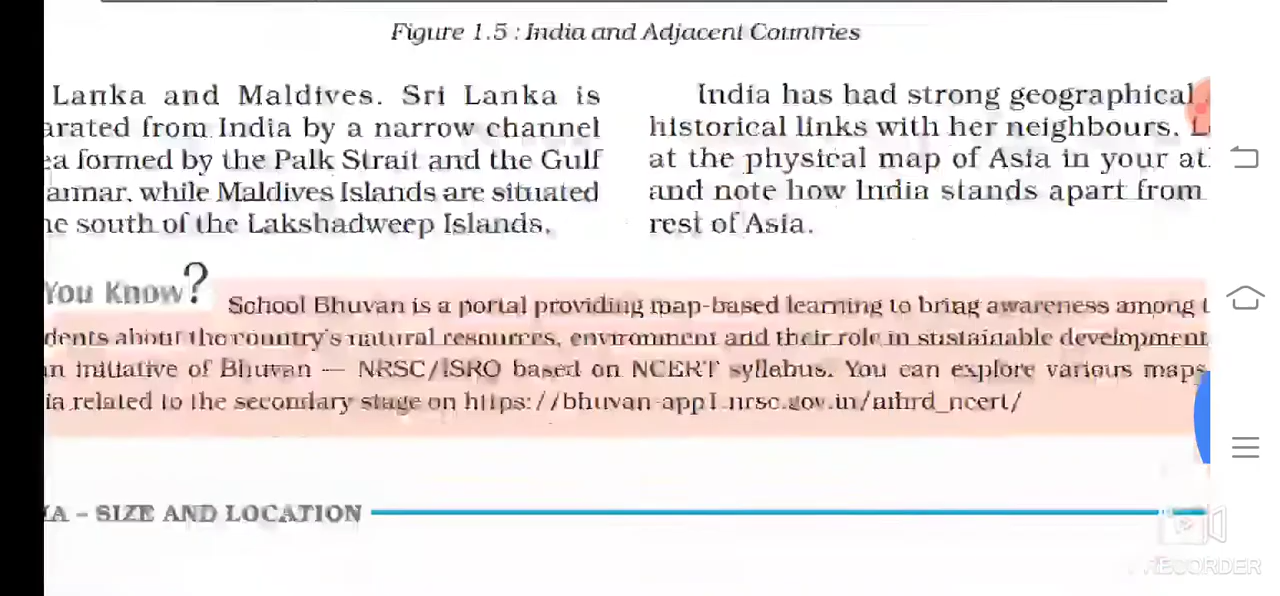 Figure 1.5 : India and Adjacent Countries
Lanka and Maldives. Sri Lanka is
arated from India by a narrow channel
ea formed by the Palk Strait and the Gulf
annar, while Maldives Islands are situated
he south of the Lakshadweep Islands.
India has had strong geographical
historical links with her neighbours. L
at the physical map of Asia in your at
and note how India stands apart from
rest of Asia.
You Know?
School Bhuvan is a portal providing map-based learning to bring awareness among t
dents about the country's natural resources, environment and their role in sustainable development
an initiative of Bhuvan — NRSC/ISRO based on NCERT syllabus. You can explore various maps
ia related to the secondary stage on https://bhuvan-app1.nrsc.gov.in/mhrd_ncert/
IA – SIZE AND LOCATION
RECORDER